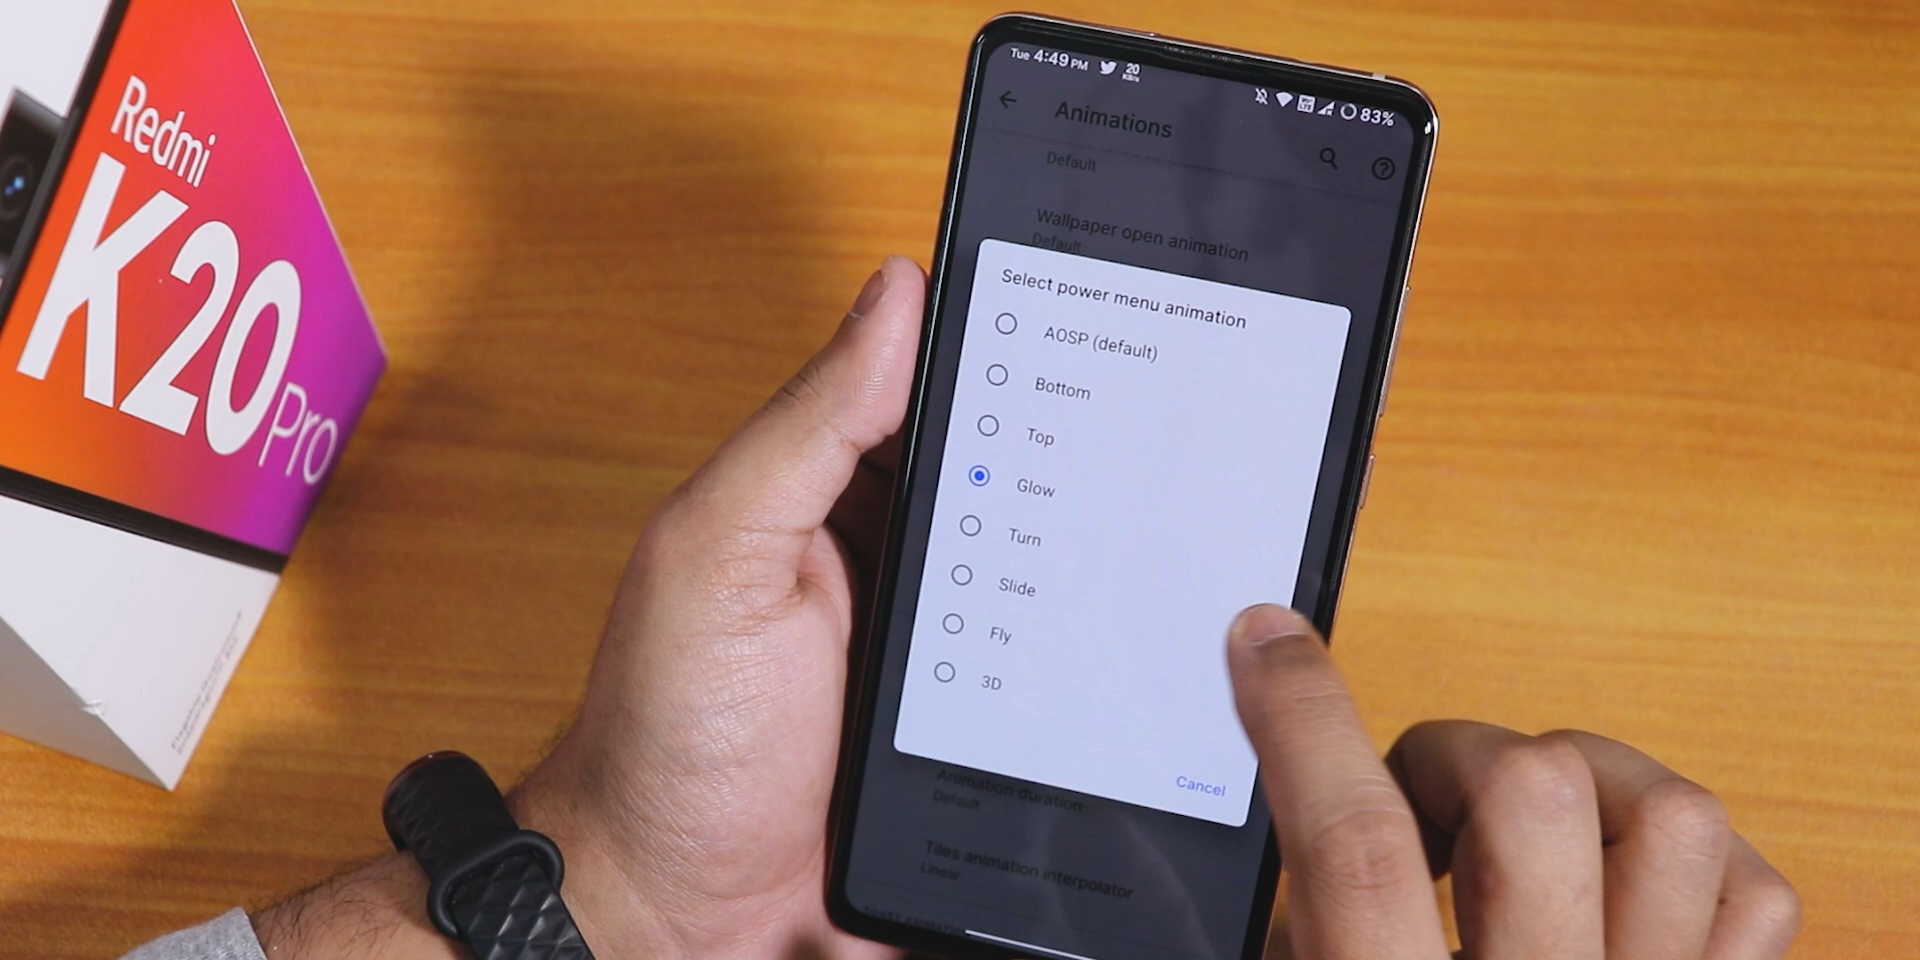 Redmi
K20 Pro
Tue 4:49 PM 20 KB/s
83%
Animations
Default
Wallpaper open animation
Default
Select power menu animation
AOSP (default)
Bottom
Top
Glow
Turn
Slide
Fly
3D
Cancel
Animation duration
Default
Tiles animation interpolator
Linear